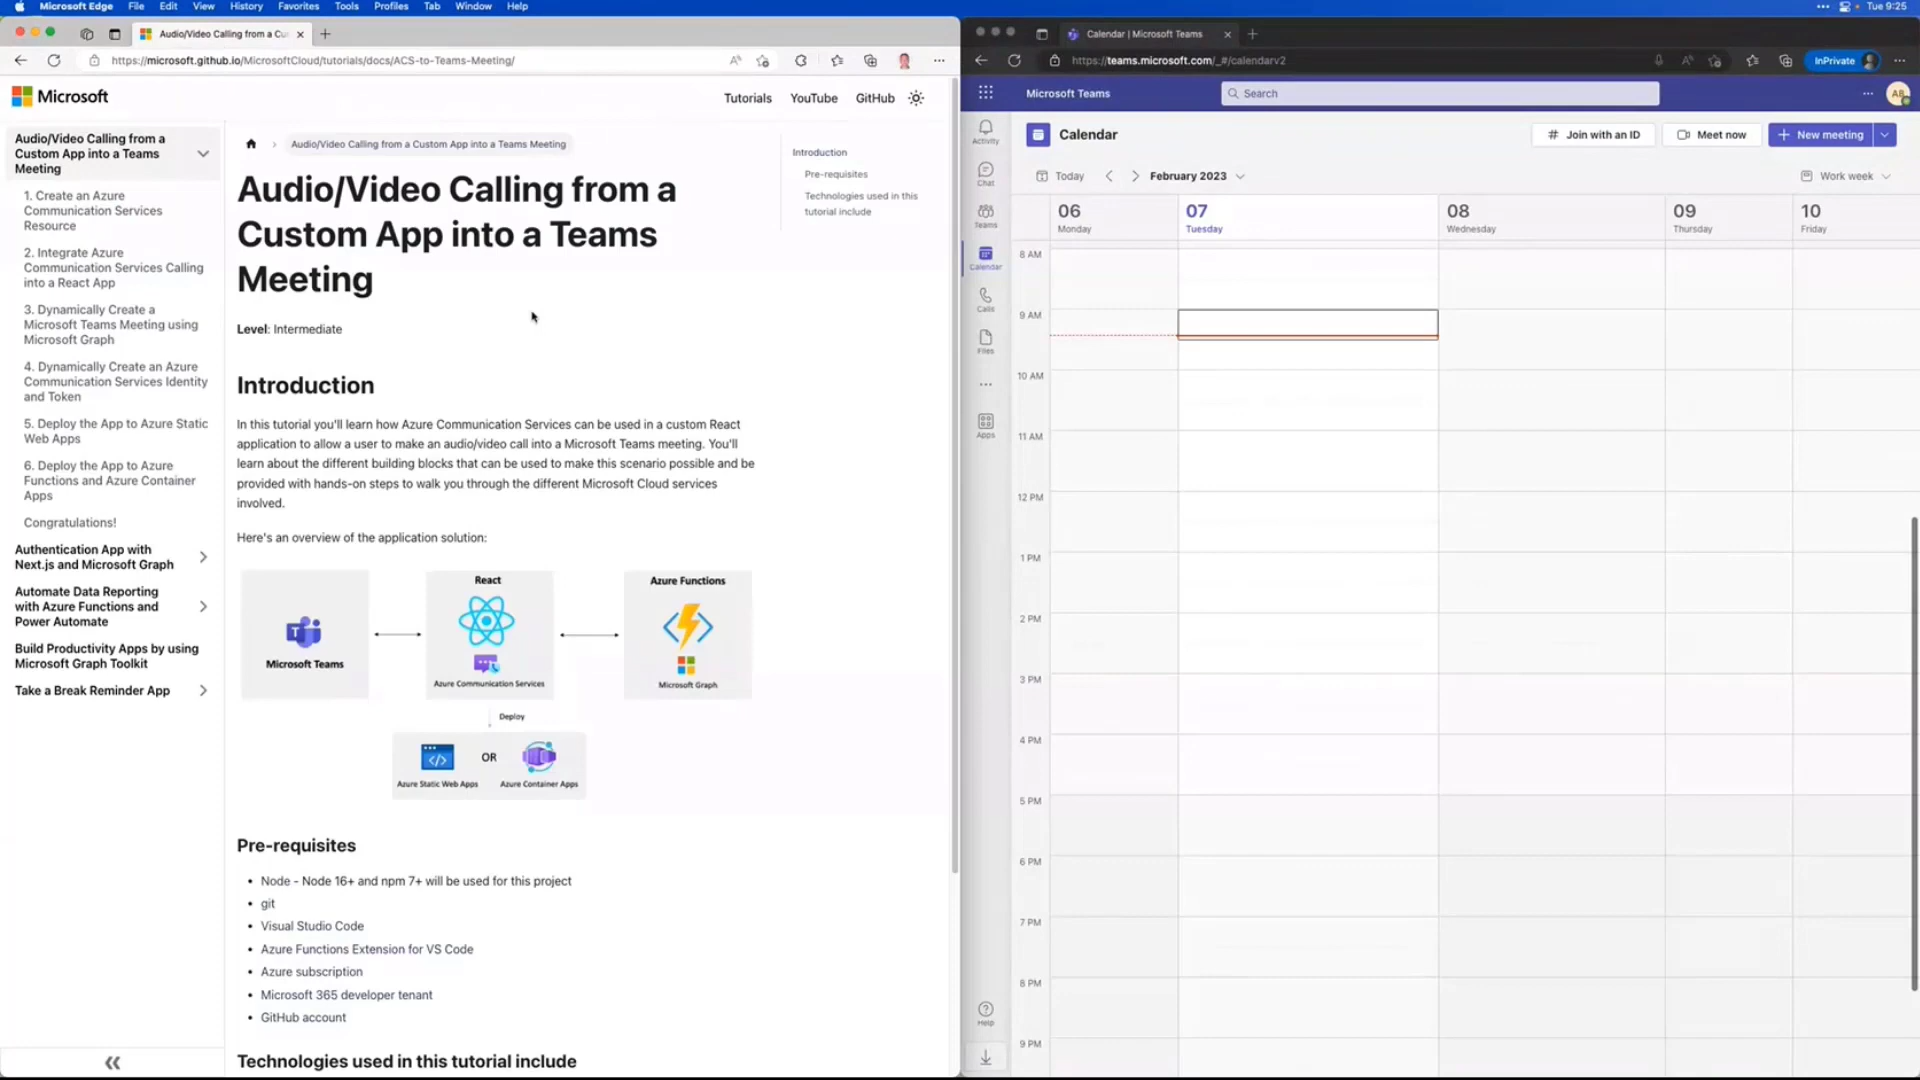 Microsoft Edge File Edit View History Favorites Tools Profiles Tab Window Help
Tue 9:25
Audio/Video Calling from a Cu
https://microsoft.github.io/MicrosoftCloud/tutorials/docs/ACS-to-Teams-Meeting/
Microsoft
Tutorials YouTube GitHub
Audio/Video Calling from a
Custom App into a Teams
Meeting
1. Create an Azure
Communication Services
Resource
2. Integrate Azure
Communication Services Calling
into a React App
3. Dynamically Create a
Microsoft Teams Meeting using
Microsoft Graph
4. Dynamically Create an Azure
Communication Services Identity
and Token
5. Deploy the App to Azure Static
Web Apps
6. Deploy the App to Azure
Functions and Azure Container
Apps
Congratulations!
Authentication App with
Next.js and Microsoft Graph
Automate Data Reporting
with Azure Functions and
Power Automate
Build Productivity Apps by using
Microsoft Graph Toolkit
Take a Break Reminder App
Audio/Video Calling from a Custom App into a Teams Meeting
Audio/Video Calling from a
Custom App into a Teams
Meeting
Level: Intermediate
Introduction
In this tutorial you'll learn how Azure Communication Services can be used in a custom React
application to allow a user to make an audio/video call into a Microsoft Teams meeting. You'll
learn about the different building blocks that can be used to make this scenario possible and be
provided with hands-on steps to walk you through the different Microsoft Cloud services
involved.
Here's an overview of the application solution:
Microsoft Teams
React
Azure Communication Services
Azure Functions
Microsoft Graph
Deploy
Azure Static Web Apps
OR
Azure Container Apps
Pre-requisites
• Node - Node 16+ and npm 7+ will be used for this project
• git
• Visual Studio Code
• Azure Functions Extension for VS Code
• Azure subscription
• Microsoft 365 developer tenant
• GitHub account
Technologies used in this tutorial include
Introduction
Pre-requisites
Technologies used in this
tutorial include
Calendar | Microsoft Teams
https://teams.microsoft.com/_#/calendarv2
InPrivate
Microsoft Teams
Search
AB
Activity
Chat
Teams
Calendar
Calls
Files
Apps
Help
Calendar
Join with an ID
Meet now
New meeting
Today
February 2023
Work week
06
Monday
07
Tuesday
08
Wednesday
09
Thursday
10
Friday
8 AM
9 AM
10 AM
11 AM
12 PM
1 PM
2 PM
3 PM
4 PM
5 PM
6 PM
7 PM
8 PM
9 PM